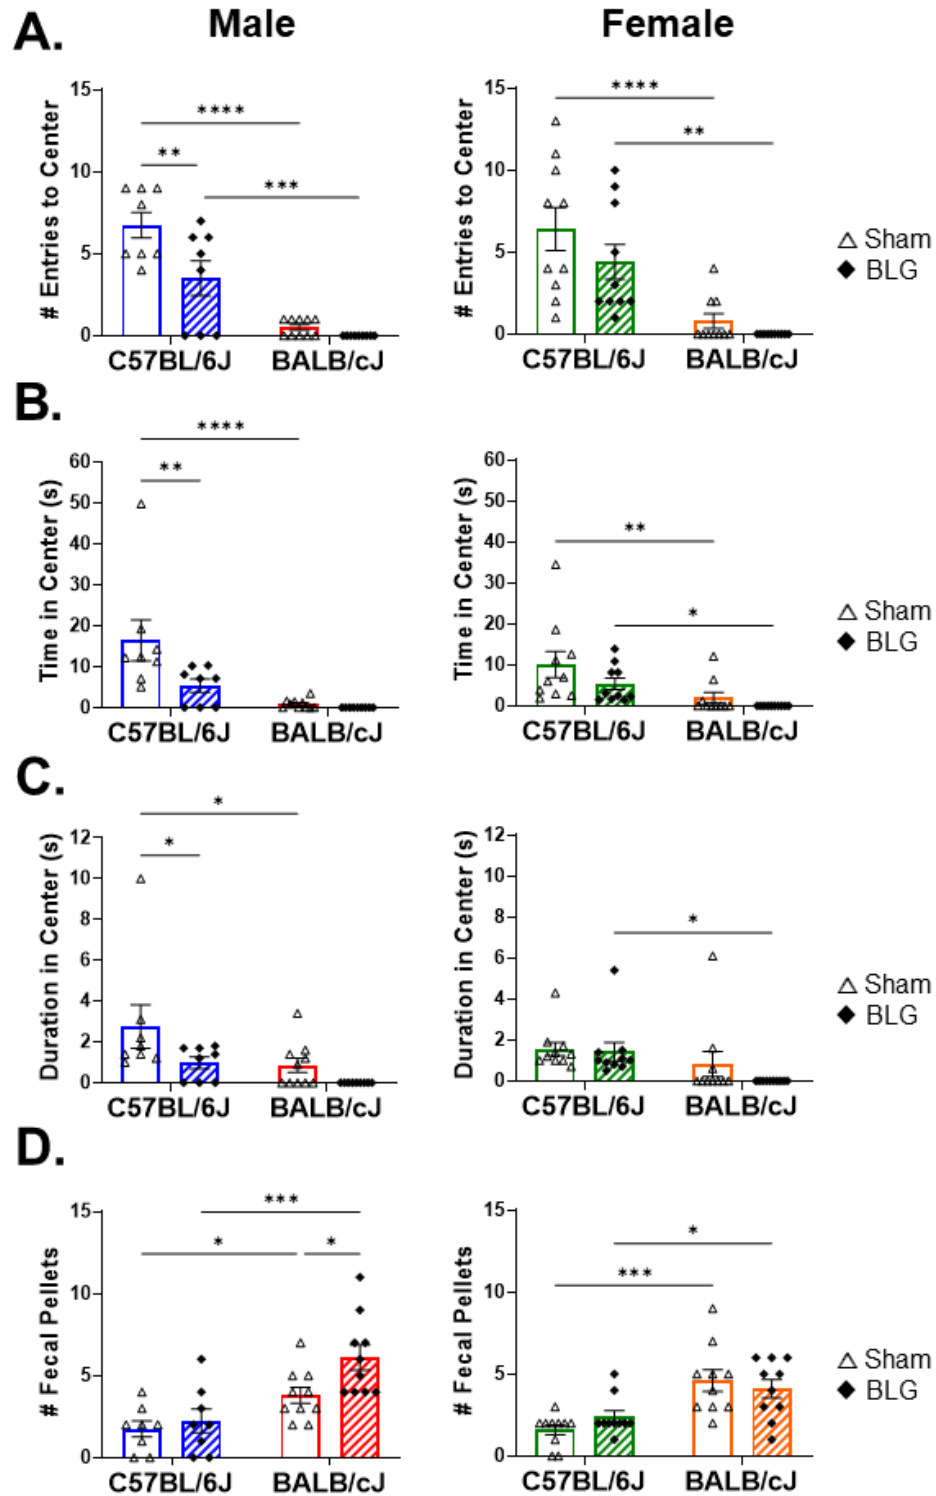 Male Female
A.
# Entries to Center
15
10
5
0
****
**
***
C57BL/6J BALB/cJ
# Entries to Center
15
10
5
0
****
**
C57BL/6J BALB/cJ
Sham
BLG
B.
Time in Center (s)
60
50
40
30
20
10
0
****
**
C57BL/6J BALB/cJ
Time in Center (s)
60
50
40
30
20
10
0
**
*
C57BL/6J BALB/cJ
Sham
BLG
C.
Duration in Center (s)
12
10
8
6
4
2
0
*
*
C57BL/6J BALB/cJ
Duration in Center (s)
12
10
8
6
4
2
0
*
C57BL/6J BALB/cJ
Sham
BLG
D.
# Fecal Pellets
15
10
5
0
***
* *
C57BL/6J BALB/cJ
# Fecal Pellets
15
10
5
0
*
***
C57BL/6J BALB/cJ
Sham
BLG